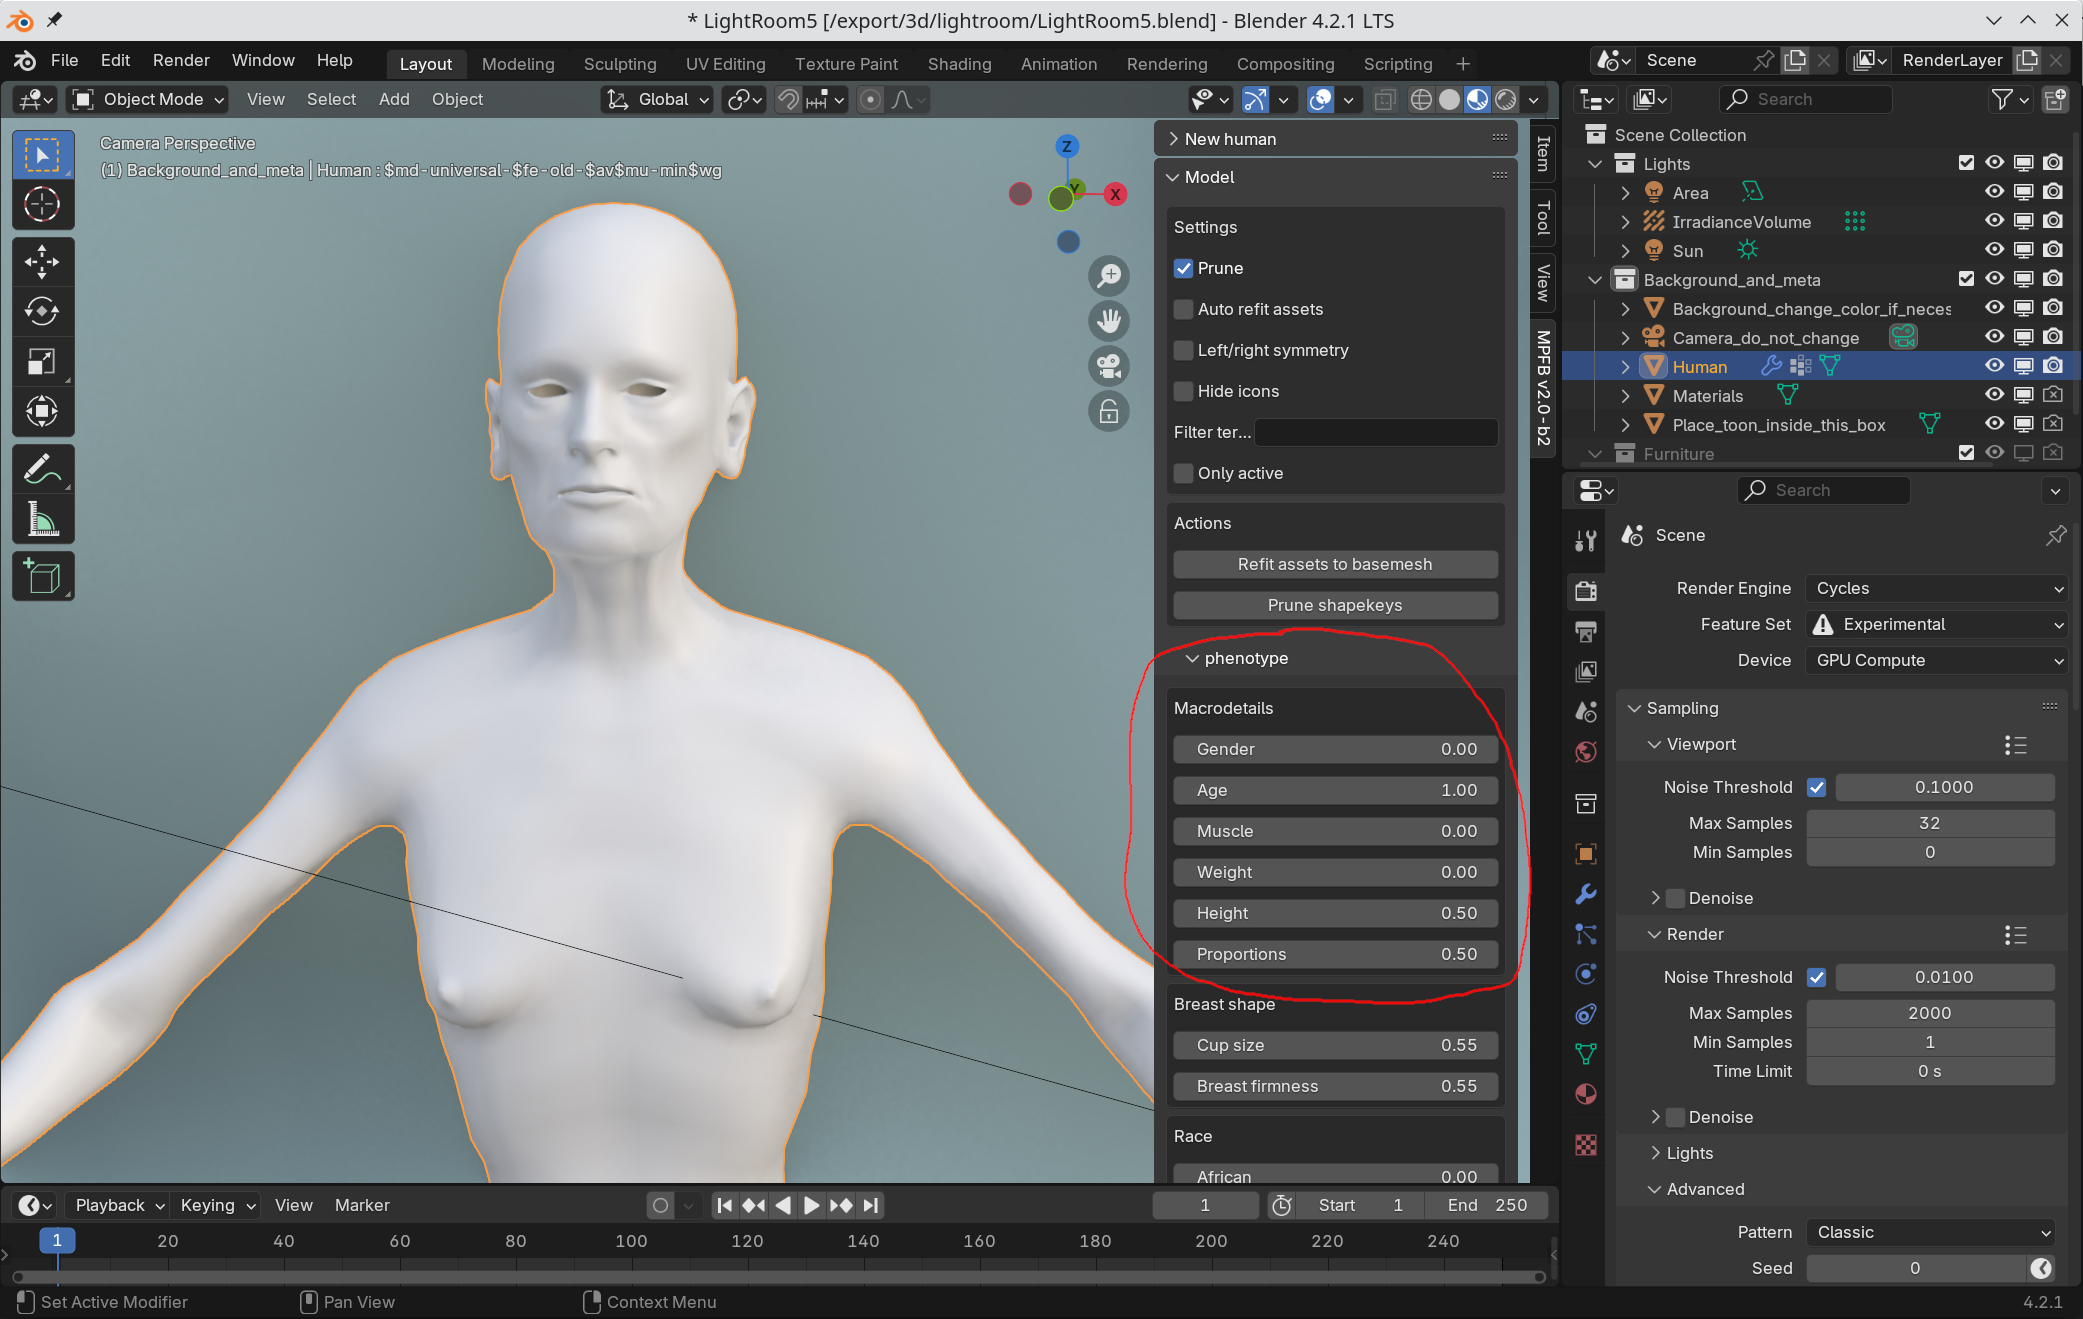 * LightRoom5 [/export/3d/lightroom/LightRoom5.blend] - Blender 4.2.1 LTS
File Edit Render Window Help Layout Modeling Sculpting UV Editing Texture Paint Shading Animation Rendering Compositing Scripting Scene RenderLayer
Object Mode View Select Add Object Global
Camera Perspective
(1) Background_and_meta | Human : $md-universal-$fe-old-$av$mu-min$wg
Z
Y
X
New human
Model
Settings
Prune
Auto refit assets
Left/right symmetry
Hide icons
Filter ter...
Only active
Actions
Refit assets to basemesh
Prune shapekeys
phenotype
Macrodetails
Gender 0.00
Age 1.00
Muscle 0.00
Weight 0.00
Height 0.50
Proportions 0.50
Breast shape
Cup size 0.55
Breast firmness 0.55
Race
African 0.00
Item
Tool
View
MPFB v2.0-b2
Search
Scene Collection
Lights
Area
IrradianceVolume
Sun
Background_and_meta
Background_change_color_if_neces
Camera_do_not_change
Human
Materials
Place_toon_inside_this_box
Furniture
Search
Scene
Render Engine Cycles
Feature Set Experimental
Device GPU Compute
Sampling
Viewport
Noise Threshold 0.1000
Max Samples 32
Min Samples 0
Denoise
Render
Noise Threshold 0.0100
Max Samples 2000
Min Samples 1
Time Limit 0 s
Denoise
Lights
Advanced
Pattern Classic
Seed 0
Playback Keying View Marker 1 Start 1 End 250
1 20 40 60 80 100 120 140 160 180 200 220 240
Set Active Modifier Pan View Context Menu 4.2.1